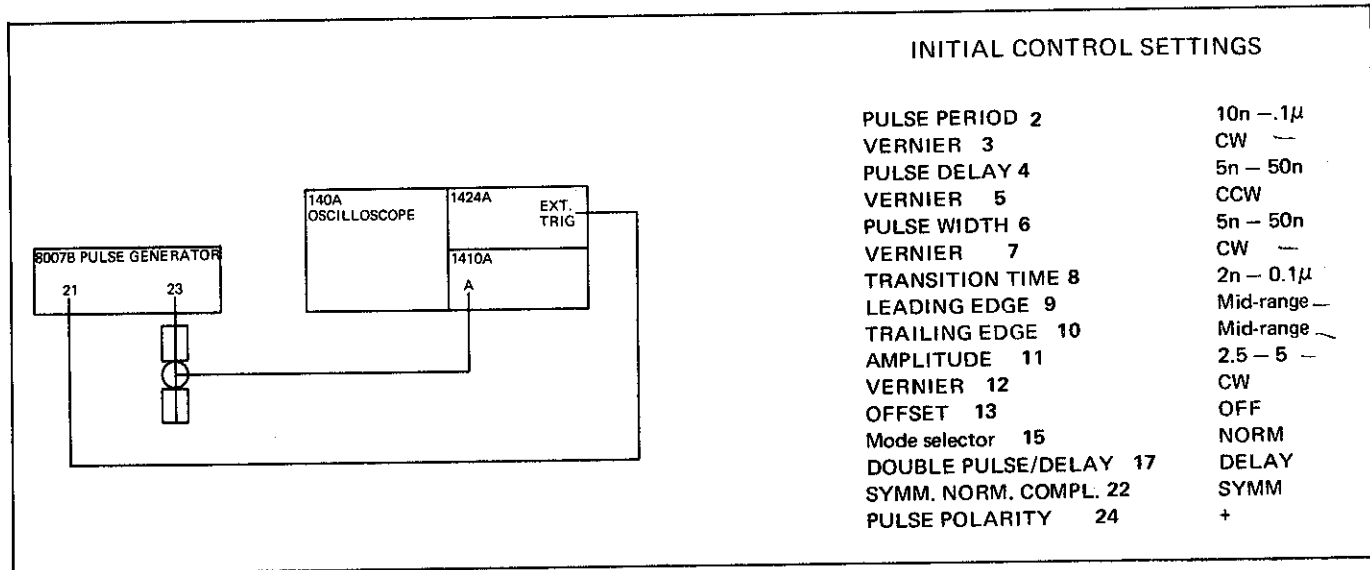 INITIAL CONTROL SETTINGS
PULSE PERIOD 2 10n – .1μ
VERNIER 3 CW
PULSE DELAY 4 5n – 50n
VERNIER 5 CCW
PULSE WIDTH 6 5n – 50n
VERNIER 7 CW
TRANSITION TIME 8 2n – 0.1μ
LEADING EDGE 9 Mid-range
TRAILING EDGE 10 Mid-range
AMPLITUDE 11 2.5 – 5
VERNIER 12 CW
OFFSET 13 OFF
Mode selector 15 NORM
DOUBLE PULSE/DELAY 17 DELAY
SYMM. NORM. COMPL. 22 SYMM
PULSE POLARITY 24 +
140A
OSCILLOSCOPE
1424A
EXT.
TRIG
1410A
A
8007B PULSE GENERATOR
21 23